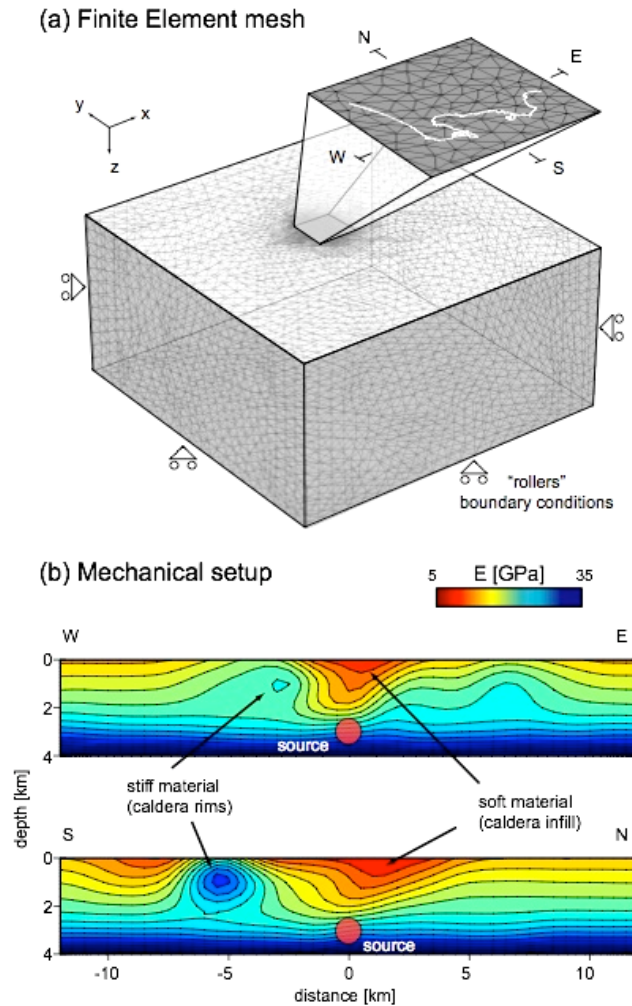 (a) Finite Element mesh
N
E
y
x
z
W
S
"rollers"
boundary conditions
(b) Mechanical setup
5 E [GPa] 35
W E
0
2
4
source
stiff material
(caldera rims)
soft material
(caldera infill)
depth [km]
S N
0
2
4
source
-10 -5 0 5 10
distance [km]